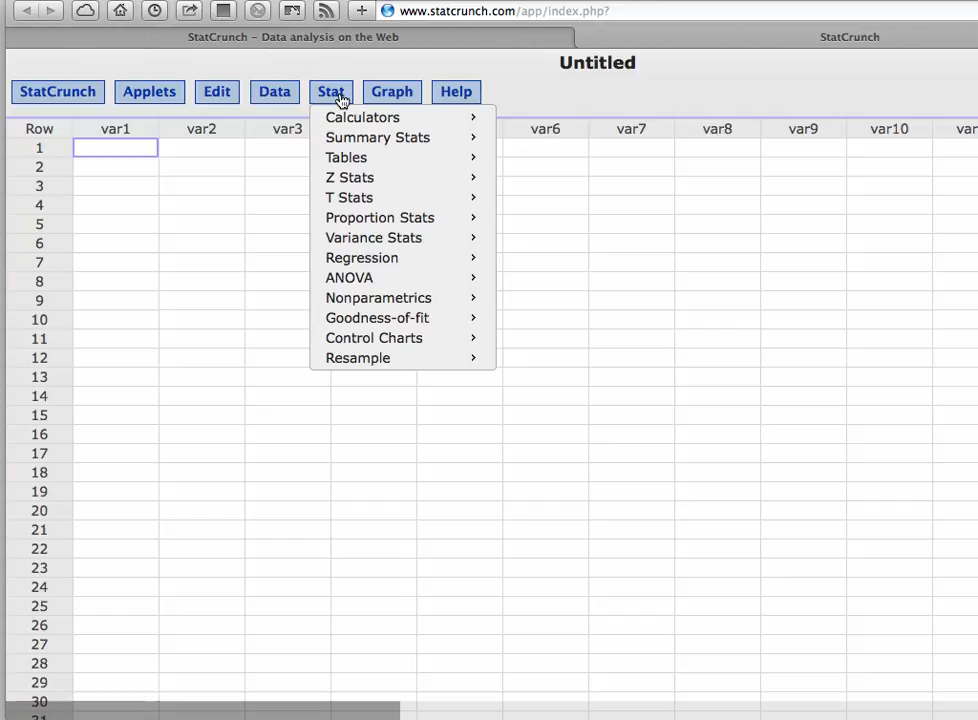 www.statcrunch.com/app/index.php?
StatCrunch – Data analysis on the Web
StatCrunch
Untitled
StatCrunch Applets Edit Data Stat Graph Help
Calculators
Summary Stats
Tables
Z Stats
T Stats
Proportion Stats
Variance Stats
Regression
ANOVA
Nonparametrics
Goodness-of-fit
Control Charts
Resample
Row var1 var2 var3 var6 var7 var8 var9 var10
1
2
3
4
5
6
7
8
9
10
11
12
13
14
15
16
17
18
19
20
21
22
23
24
25
26
27
28
29
30